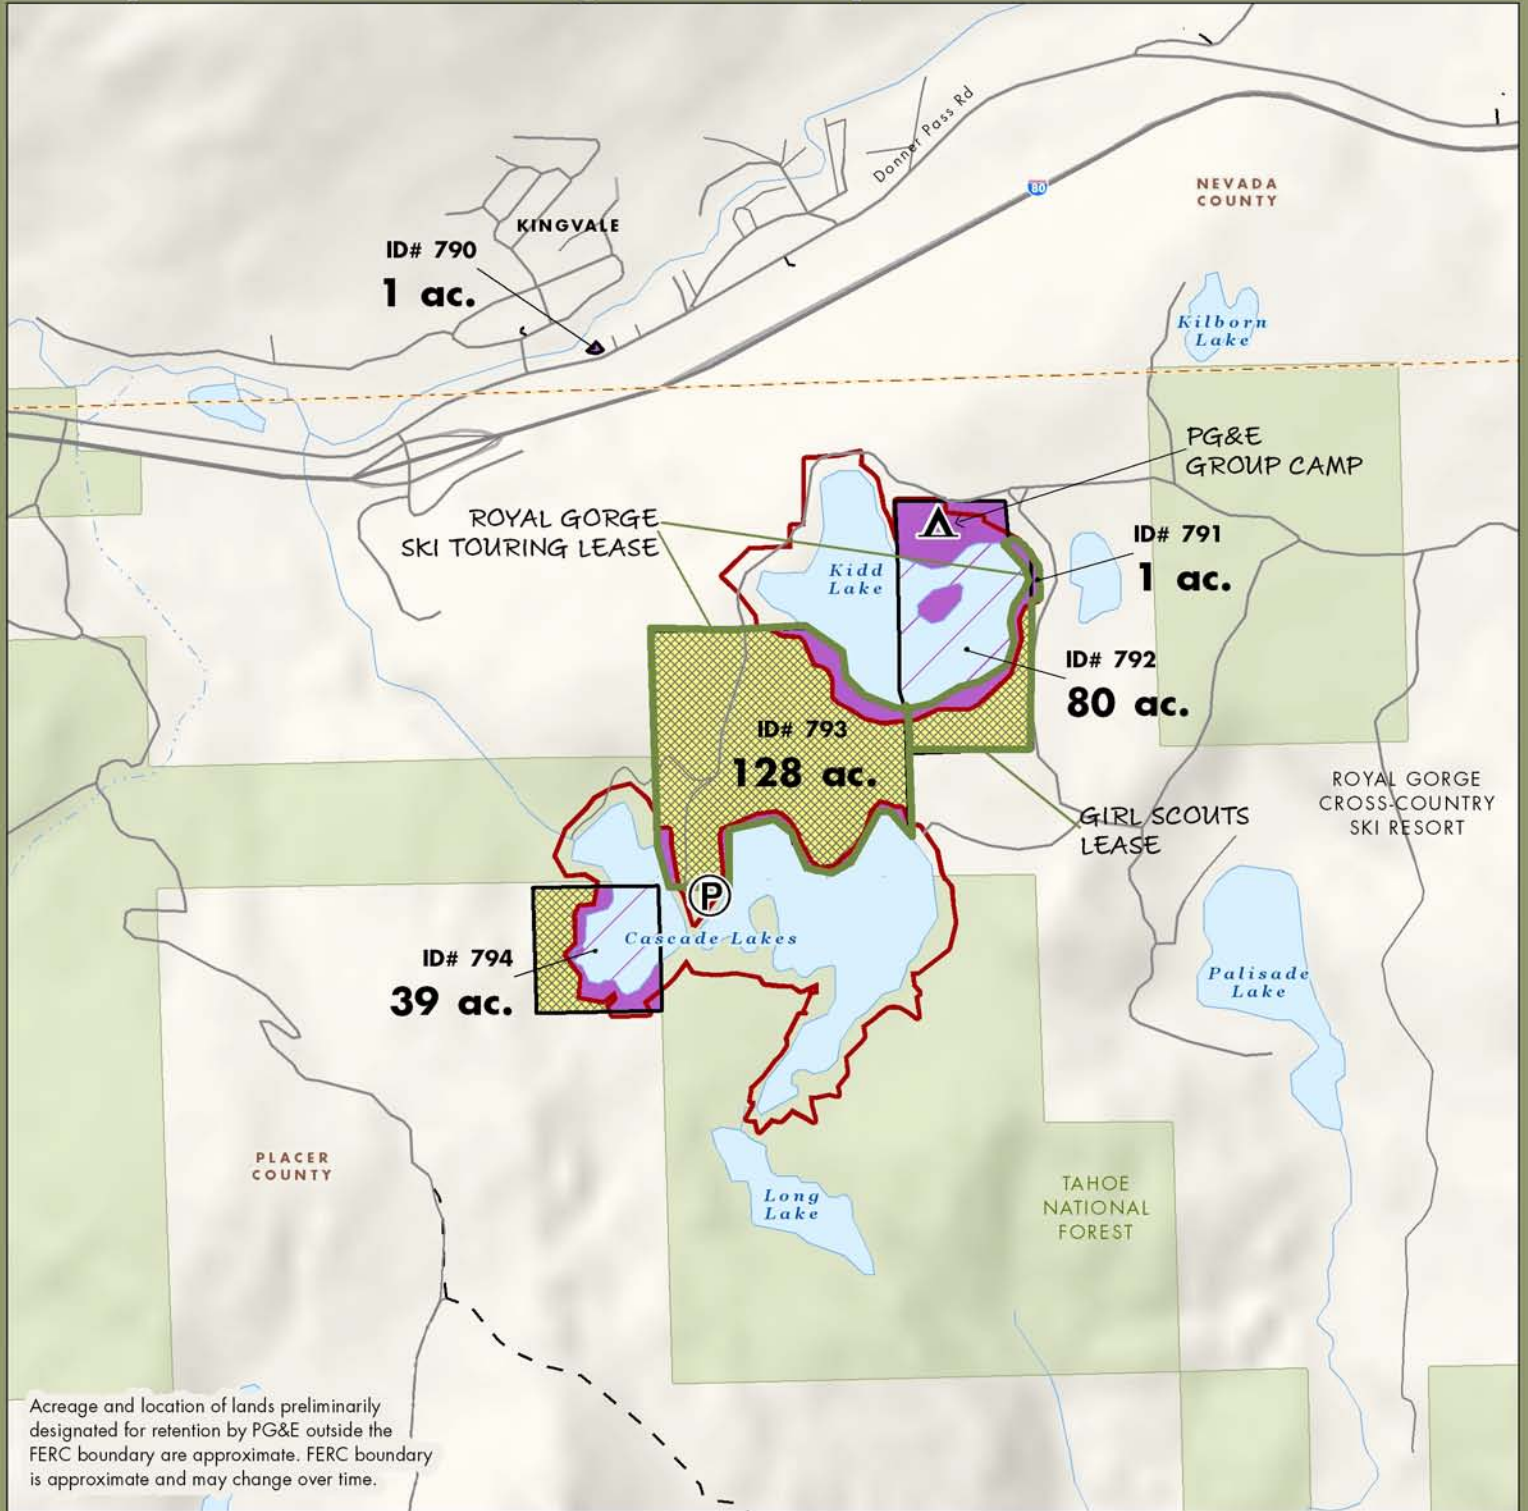 Donner Pass Rd
80
NEVADA
COUNTY
KINGVALE
ID# 790
1 ac.
Kilborn
Lake
PG&E
GROUP CAMP
ROYAL GORGE
SKI TOURING LEASE
ID# 791
1 ac.
Kidd
Lake
ID# 792
80 ac.
ID# 793
128 ac.
ROYAL GORGE
CROSS-COUNTRY
SKI RESORT
GIRL SCOUTS
LEASE
P
Cascade Lakes
ID# 794
39 ac.
Palisade
Lake
PLACER
COUNTY
Long
Lake
TAHOE
NATIONAL
FOREST
Acreage and location of lands preliminarily
designated for retention by PG&E outside the
FERC boundary are approximate. FERC boundary
is approximate and may change over time.